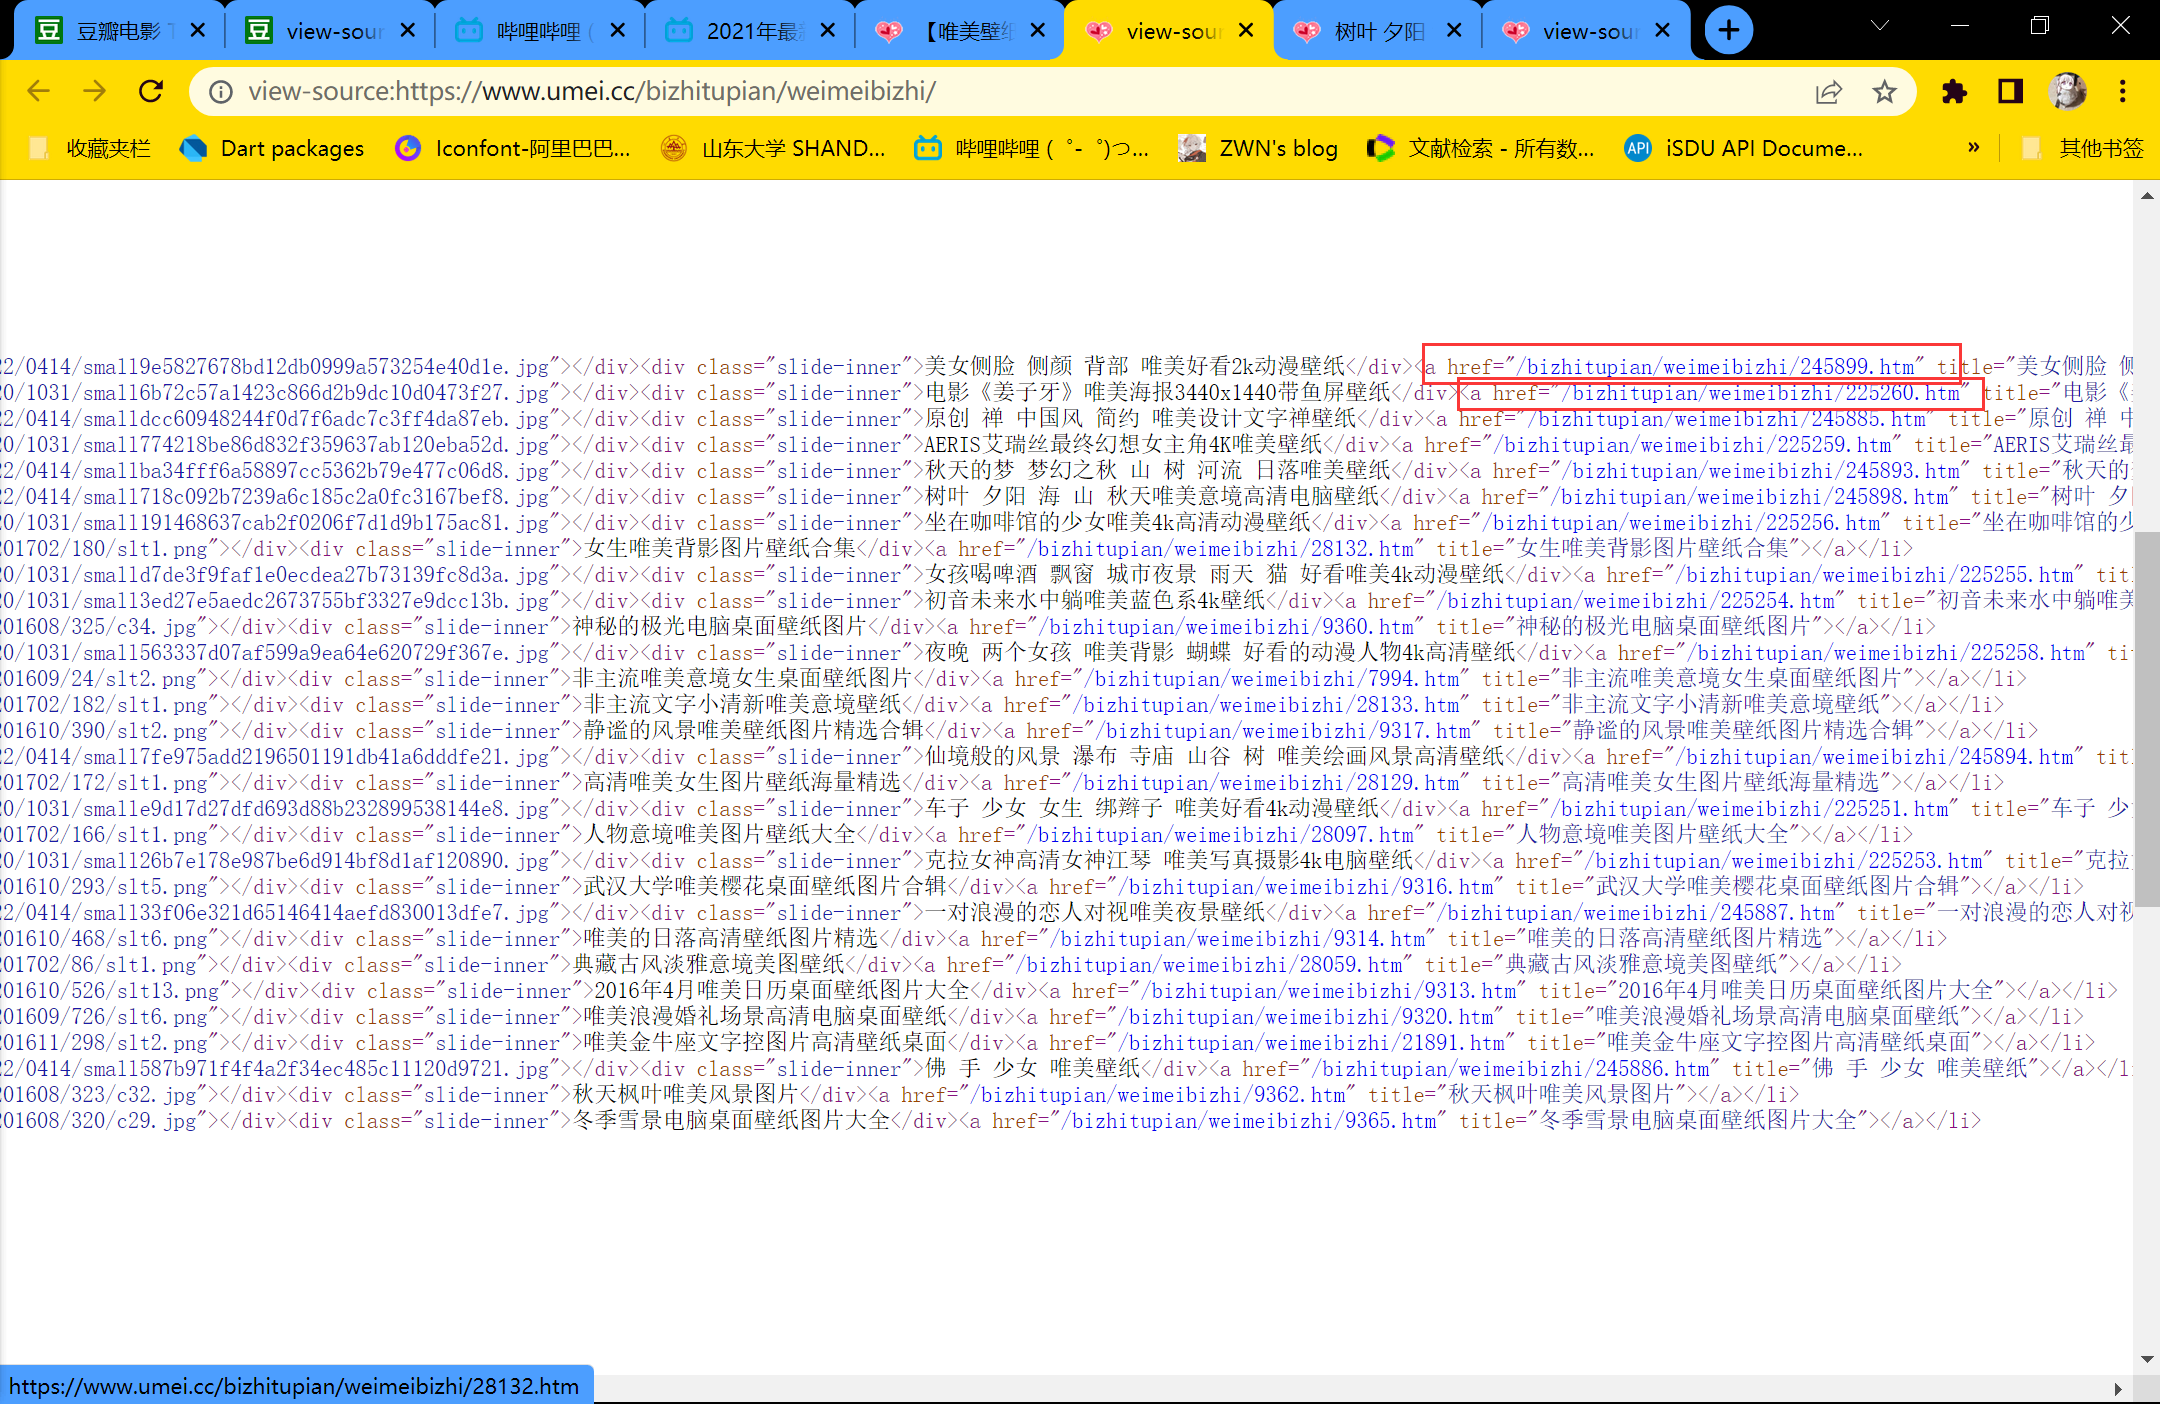 豆瓣电影 T
view-sour
哔哩哔哩 (
2021年最新
【唯美壁纸
view-sour
树叶 夕阳
view-sour
view-source:https://www.umei.cc/bizhitupian/weimeibizhi/
收藏夹栏
Dart packages
Iconfont-阿里巴巴...
山东大学 SHAND...
哔哩哔哩 ( ゜- ゜)つ...
ZWN's blog
文献检索 - 所有数...
API
iSDU API Docume...
»
其他书签
22/0414/small9e5827678bd12db0999a573254e40d1e.jpg"></div><div class="slide-inner">美女侧脸 侧颜 背部 唯美好看2k动漫壁纸</div><a href="/bizhitupian/weimeibizhi/245899.htm" title="美女侧脸 侧
20/1031/small6b72c57a1423c866d2b9dc10d0473f27.jpg"></div><div class="slide-inner">电影《姜子牙》唯美海报3440x1440带鱼屏壁纸</div><a href="/bizhitupian/weimeibizhi/225260.htm" title="电影《姜
22/0414/smalldcc60948244f0d7f6adc7c3ff4da87eb.jpg"></div><div class="slide-inner">原创 禅 中国风 简约 唯美设计文字禅壁纸</div><a href="/bizhitupian/weimeibizhi/245885.htm" title="原创 禅 中
20/1031/small774218be86d832f359637ab120eba52d.jpg"></div><div class="slide-inner">AERIS艾瑞丝最终幻想女主角4K唯美壁纸</div><a href="/bizhitupian/weimeibizhi/225259.htm" title="AERIS艾瑞丝最
22/0414/smallba34fff6a58897cc5362b79e477c06d8.jpg"></div><div class="slide-inner">秋天的梦 梦幻之秋 山 树 河流 日落唯美壁纸</div><a href="/bizhitupian/weimeibizhi/245893.htm" title="秋天的
22/0414/small718c092b7239a6c185c2a0fc3167bef8.jpg"></div><div class="slide-inner">树叶 夕阳 海 山 秋天唯美意境高清电脑壁纸</div><a href="/bizhitupian/weimeibizhi/245898.htm" title="树叶 夕
20/1031/small191468637cab2f0206f7d1d9b175ac81.jpg"></div><div class="slide-inner">坐在咖啡馆的少女唯美4k高清动漫壁纸</div><a href="/bizhitupian/weimeibizhi/225256.htm" title="坐在咖啡馆的少
201702/180/slt1.png"></div><div class="slide-inner">女生唯美背影图片壁纸合集</div><a href="/bizhitupian/weimeibizhi/28132.htm" title="女生唯美背影图片壁纸合集"></a></li>
20/1031/smalld7de3f9faf1e0ecdea27b73139fc8d3a.jpg"></div><div class="slide-inner">女孩喝啤酒 飘窗 城市夜景 雨天 猫 好看唯美4k动漫壁纸</div><a href="/bizhitupian/weimeibizhi/225255.htm" titl
20/1031/small3ed27e5aedc2673755bf3327e9dcc13b.jpg"></div><div class="slide-inner">初音未来水中躺唯美蓝色系4k壁纸</div><a href="/bizhitupian/weimeibizhi/225254.htm" title="初音未来水中躺唯美
201608/325/c34.jpg"></div><div class="slide-inner">神秘的极光电脑桌面壁纸图片</div><a href="/bizhitupian/weimeibizhi/9360.htm" title="神秘的极光电脑桌面壁纸图片"></a></li>
20/1031/small563337d07af599a9ea64e620729f367e.jpg"></div><div class="slide-inner">夜晚 两个女孩 唯美背影 蝴蝶 好看的动漫人物4k高清壁纸</div><a href="/bizhitupian/weimeibizhi/225258.htm" ti
201609/24/slt2.png"></div><div class="slide-inner">非主流唯美意境女生桌面壁纸图片</div><a href="/bizhitupian/weimeibizhi/7994.htm" title="非主流唯美意境女生桌面壁纸图片"></a></li>
201702/182/slt1.png"></div><div class="slide-inner">非主流文字小清新唯美意境壁纸</div><a href="/bizhitupian/weimeibizhi/28133.htm" title="非主流文字小清新唯美意境壁纸"></a></li>
201610/390/slt2.png"></div><div class="slide-inner">静谧的风景唯美壁纸图片精选合辑</div><a href="/bizhitupian/weimeibizhi/9317.htm" title="静谧的风景唯美壁纸图片精选合辑"></a></li>
22/0414/small7fe975add2196501191db41a6dddfe21.jpg"></div><div class="slide-inner">仙境般的风景 瀑布 寺庙 山谷 树 唯美绘画风景高清壁纸</div><a href="/bizhitupian/weimeibizhi/245894.htm" tit
201702/172/slt1.png"></div><div class="slide-inner">高清唯美女生图片壁纸海量精选</div><a href="/bizhitupian/weimeibizhi/28129.htm" title="高清唯美女生图片壁纸海量精选"></a></li>
20/1031/smalle9d17d27dfd693d88b232899538144e8.jpg"></div><div class="slide-inner">车子 少女 女生 绑辫子 唯美好看4k动漫壁纸</div><a href="/bizhitupian/weimeibizhi/225251.htm" title="车子 少
201702/166/slt1.png"></div><div class="slide-inner">人物意境唯美图片壁纸大全</div><a href="/bizhitupian/weimeibizhi/28097.htm" title="人物意境唯美图片壁纸大全"></a></li>
20/1031/small26b7e178e987be6d914bf8d1af120890.jpg"></div><div class="slide-inner">克拉女神高清女神江琴 唯美写真摄影4k电脑壁纸</div><a href="/bizhitupian/weimeibizhi/225253.htm" title="克拉
201610/293/slt5.png"></div><div class="slide-inner">武汉大学唯美樱花桌面壁纸图片合辑</div><a href="/bizhitupian/weimeibizhi/9316.htm" title="武汉大学唯美樱花桌面壁纸图片合辑"></a></li>
22/0414/small33f06e321d65146414aefd830013dfe7.jpg"></div><div class="slide-inner">一对浪漫的恋人对视唯美夜景壁纸</div><a href="/bizhitupian/weimeibizhi/245887.htm" title="一对浪漫的恋人对视
201610/468/slt6.png"></div><div class="slide-inner">唯美的日落高清壁纸图片精选</div><a href="/bizhitupian/weimeibizhi/9314.htm" title="唯美的日落高清壁纸图片精选"></a></li>
201702/86/slt1.png"></div><div class="slide-inner">典藏古风淡雅意境美图壁纸</div><a href="/bizhitupian/weimeibizhi/28059.htm" title="典藏古风淡雅意境美图壁纸"></a></li>
201610/526/slt13.png"></div><div class="slide-inner">2016年4月唯美日历桌面壁纸图片大全</div><a href="/bizhitupian/weimeibizhi/9313.htm" title="2016年4月唯美日历桌面壁纸图片大全"></a></li>
201609/726/slt6.png"></div><div class="slide-inner">唯美浪漫婚礼场景高清电脑桌面壁纸</div><a href="/bizhitupian/weimeibizhi/9320.htm" title="唯美浪漫婚礼场景高清电脑桌面壁纸"></a></li>
201611/298/slt2.png"></div><div class="slide-inner">唯美金牛座文字控图片高清壁纸桌面</div><a href="/bizhitupian/weimeibizhi/21891.htm" title="唯美金牛座文字控图片高清壁纸桌面"></a></li>
22/0414/small587b971f4f4a2f34ec485c11120d9721.jpg"></div><div class="slide-inner">佛 手 少女 唯美壁纸</div><a href="/bizhitupian/weimeibizhi/245886.htm" title="佛 手 少女 唯美壁纸"></a></li
201608/323/c32.jpg"></div><div class="slide-inner">秋天枫叶唯美风景图片</div><a href="/bizhitupian/weimeibizhi/9362.htm" title="秋天枫叶唯美风景图片"></a></li>
201608/320/c29.jpg"></div><div class="slide-inner">冬季雪景电脑桌面壁纸图片大全</div><a href="/bizhitupian/weimeibizhi/9365.htm" title="冬季雪景电脑桌面壁纸图片大全"></a></li>
https://www.umei.cc/bizhitupian/weimeibizhi/28132.htm